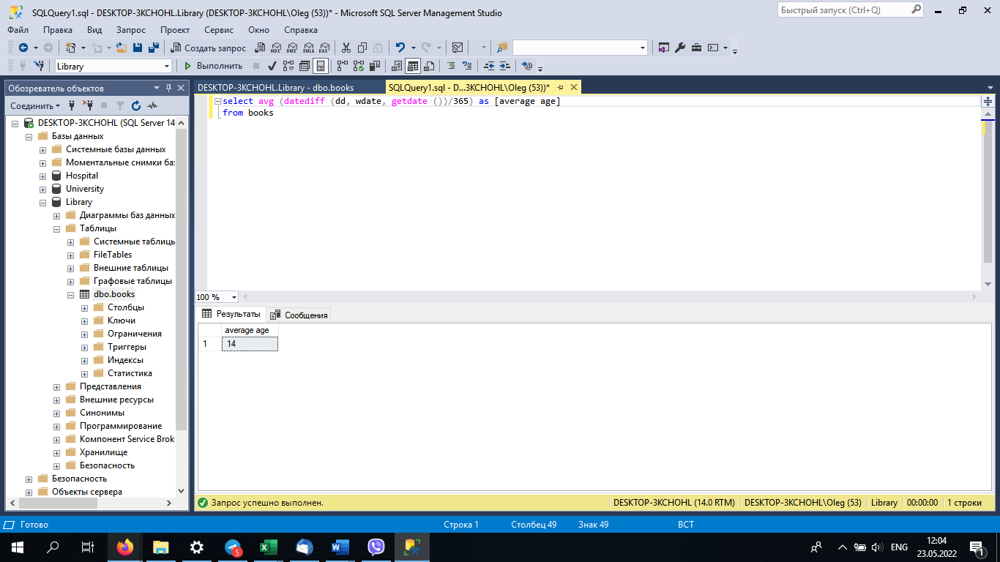 SQLQuery1.sql - DESKTOP-3KCHOHL.Library (DESKTOP-3KCHOHL\Oleg (53))* - Microsoft SQL Server Management Studio
Быстрый запуск (Ctrl+Q)
Файл Правка Вид Запрос Проект Сервис Окно Справка
Создать запрос MDX DMX XMLA DAX
Library Выполнить
Обозреватель объектов
DESKTOP-3KCHOHL.Library - dbo.books
SQLQuery1.sql - D...3KCHOHL\Oleg (53))*
Соединить
DESKTOP-3KCHOHL (SQL Server 14
Базы данных
Системные базы данных
Моментальные снимки баз
Hospital
University
Library
Диаграммы баз данных
Таблицы
Системные таблицы
FileTables
Внешние таблицы
Графовые таблицы
dbo.books
Столбцы
Ключи
Ограничения
Триггеры
Индексы
Статистика
Представления
Внешние ресурсы
Синонимы
Программирование
Компонент Service Brok
Хранилище
Безопасность
Безопасность
Объекты сервера
select avg (datediff (dd, wdate, getdate ())/365) as [average age]
from books
100 %
Результаты Сообщения
average age
1 14
Запрос успешно выполнен.
DESKTOP-3KCHOHL (14.0 RTM) DESKTOP-3KCHOHL\Oleg (53) Library 00:00:00 1 строки
Готово Строка 1 Столбец 49 Знак 49 ВСТ
5
ENG
12:04
23.05.2022
1